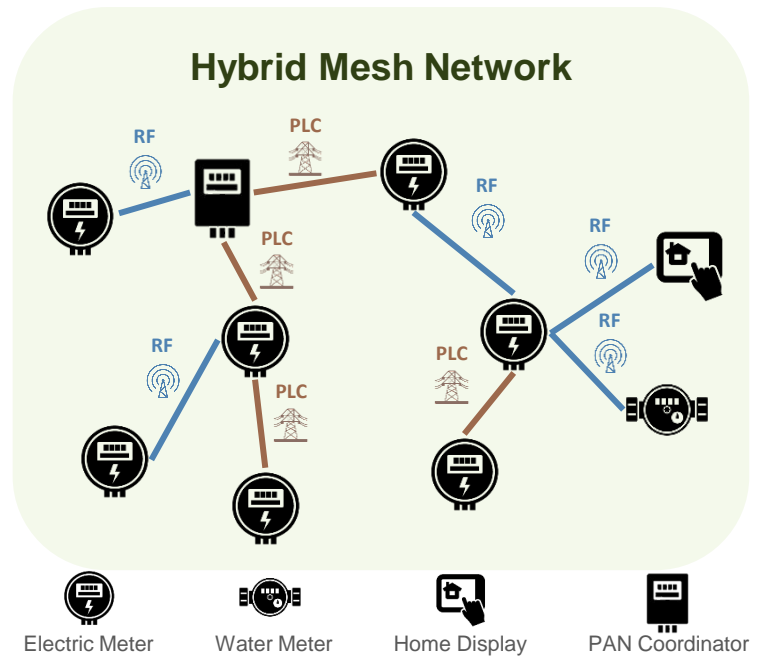 Hybrid Mesh Network
RF
PLC
RF
PLC
RF
RF
RF
PLC
PLC
Electric Meter
Water Meter
Home Display
PAN Coordinator